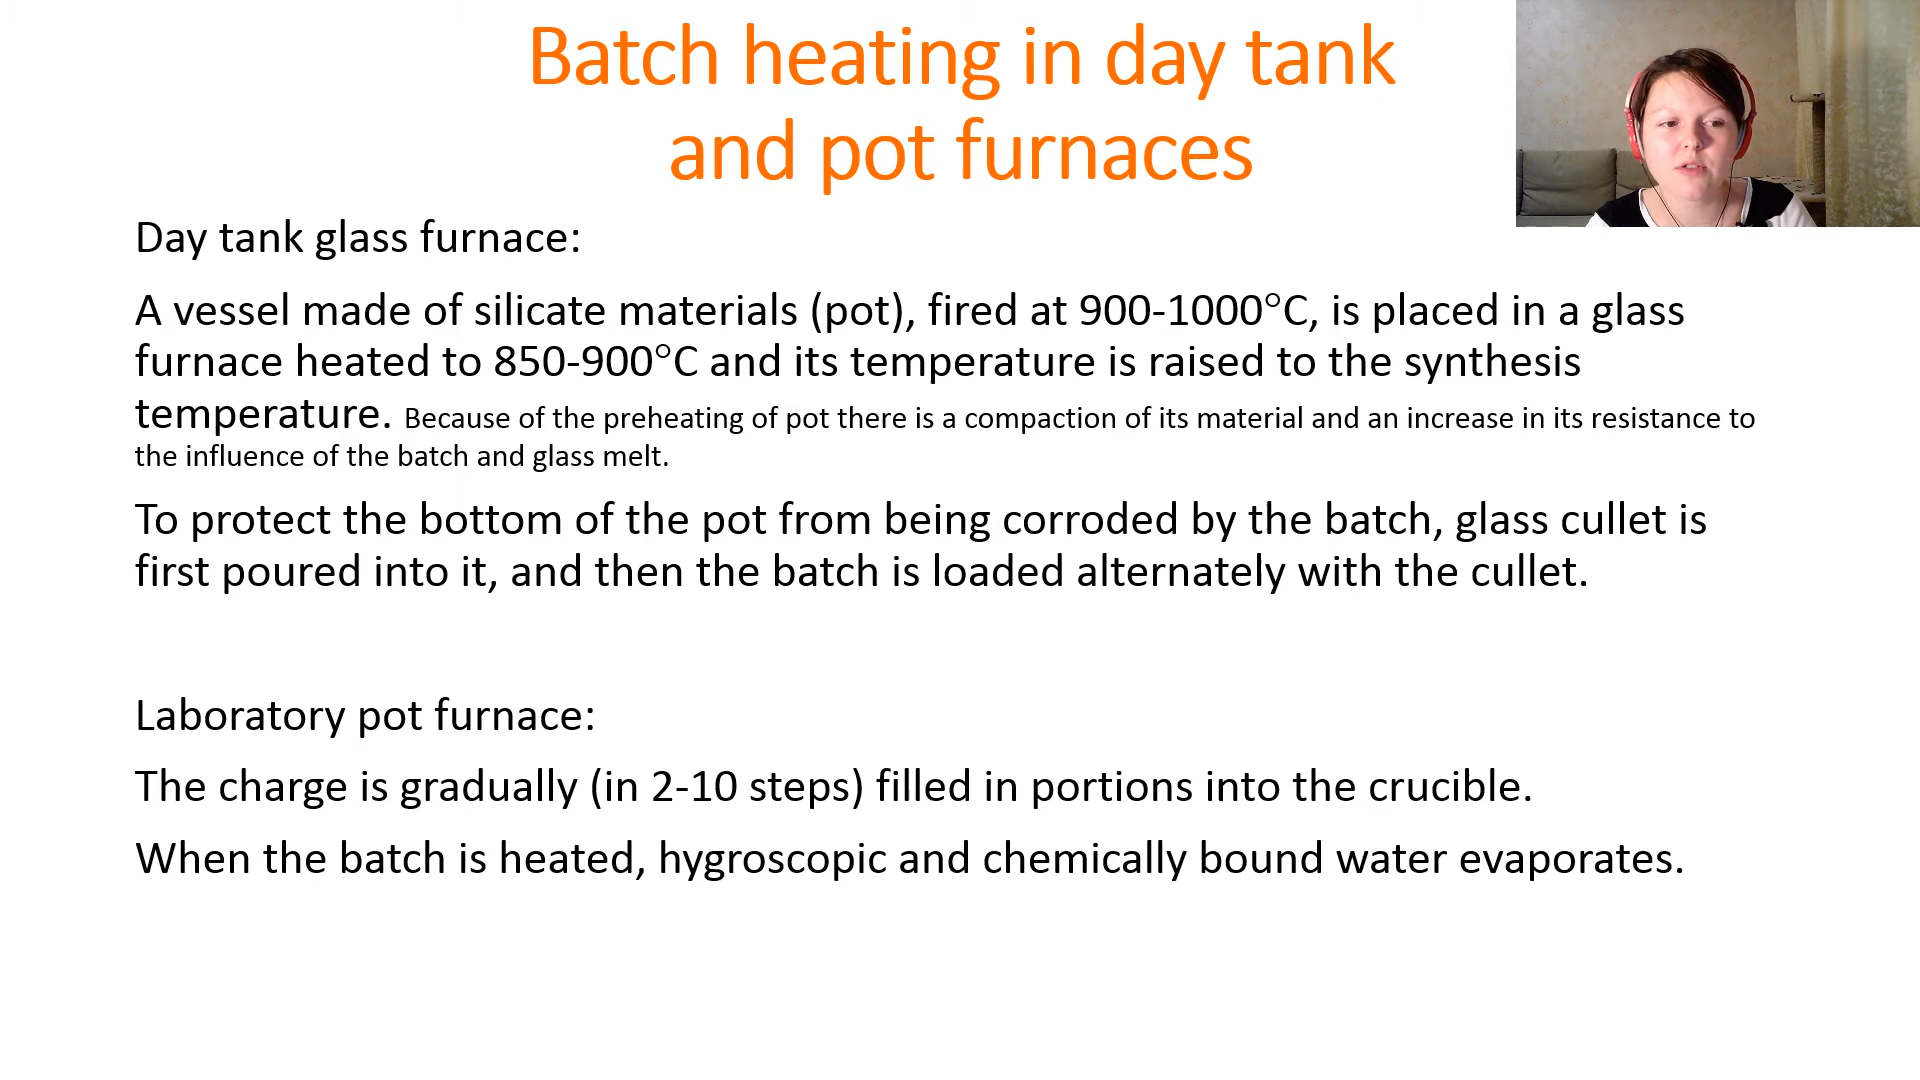 Batch heating in day tank
and pot furnaces
Day tank glass furnace:
A vessel made of silicate materials (pot), fired at 900-1000°C, is placed in a glass
furnace heated to 850-900°C and its temperature is raised to the synthesis
temperature. Because of the preheating of pot there is a compaction of its material and an increase in its resistance to
the influence of the batch and glass melt.
To protect the bottom of the pot from being corroded by the batch, glass cullet is
first poured into it, and then the batch is loaded alternately with the cullet.
Laboratory pot furnace:
The charge is gradually (in 2-10 steps) filled in portions into the crucible.
When the batch is heated, hygroscopic and chemically bound water evaporates.